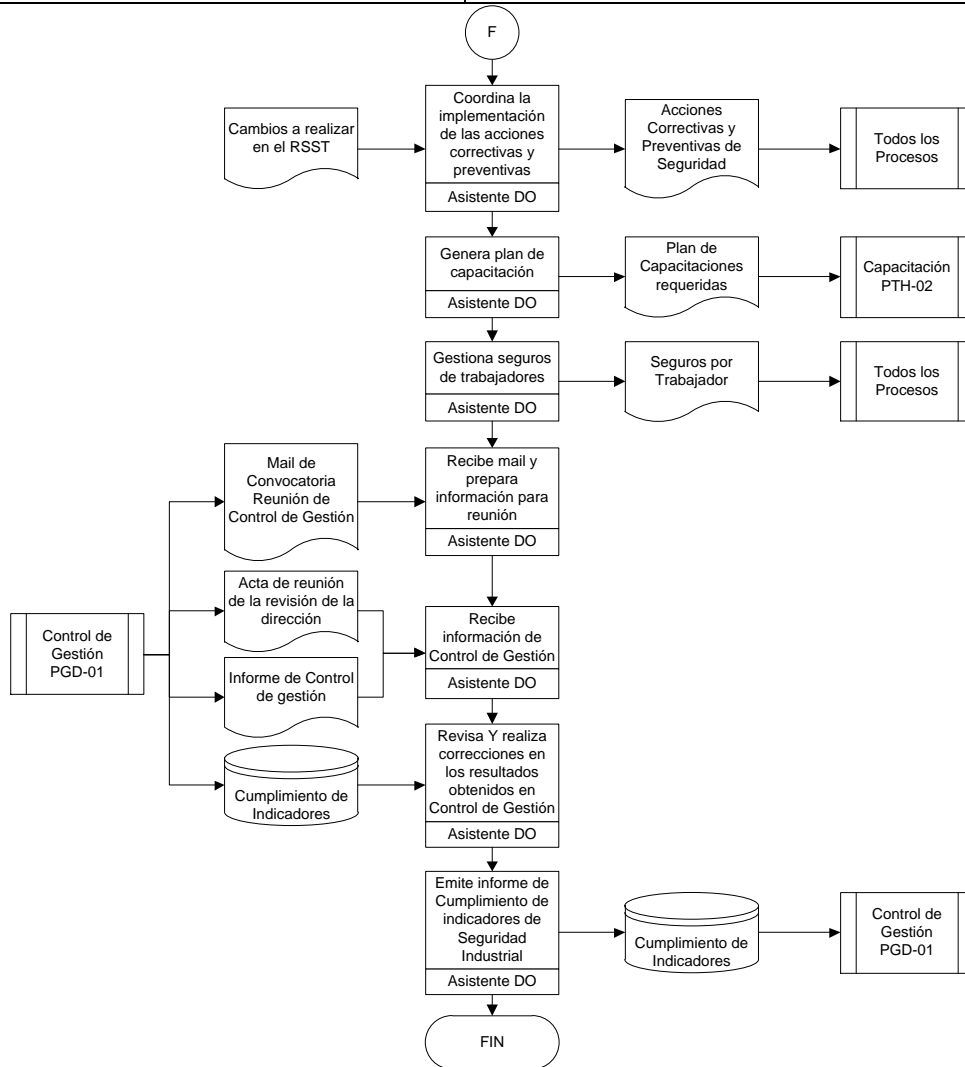 F
Cambios a realizar
en el RSST
Coordina la
implementación
de las acciones
correctivas y
preventivas
Asistente DO
Acciones
Correctivas y
Preventivas de
Seguridad
Todos los
Procesos
Genera plan de
capacitación
Asistente DO
Plan de
Capacitaciones
requeridas
Capacitación
PTH-02
Gestiona seguros
de trabajadores
Asistente DO
Seguros por
Trabajador
Todos los
Procesos
Mail de
Convocatoria
Reunión de
Control de Gestión
Recibe mail y
prepara
información para
reunión
Asistente DO
Control de
Gestión
PGD-01
Acta de reunión
de la revisión de la
dirección
Informe de Control
de gestión
Recibe
información de
Control de Gestión
Asistente DO
Cumplimiento de
Indicadores
Revisa Y realiza
correcciones en
los resultados
obtenidos en
Control de Gestión
Asistente DO
Emite informe de
Cumplimiento de
indicadores de
Seguridad
Industrial
Asistente DO
Cumplimiento de
Indicadores
Control de
Gestión
PGD-01
FIN